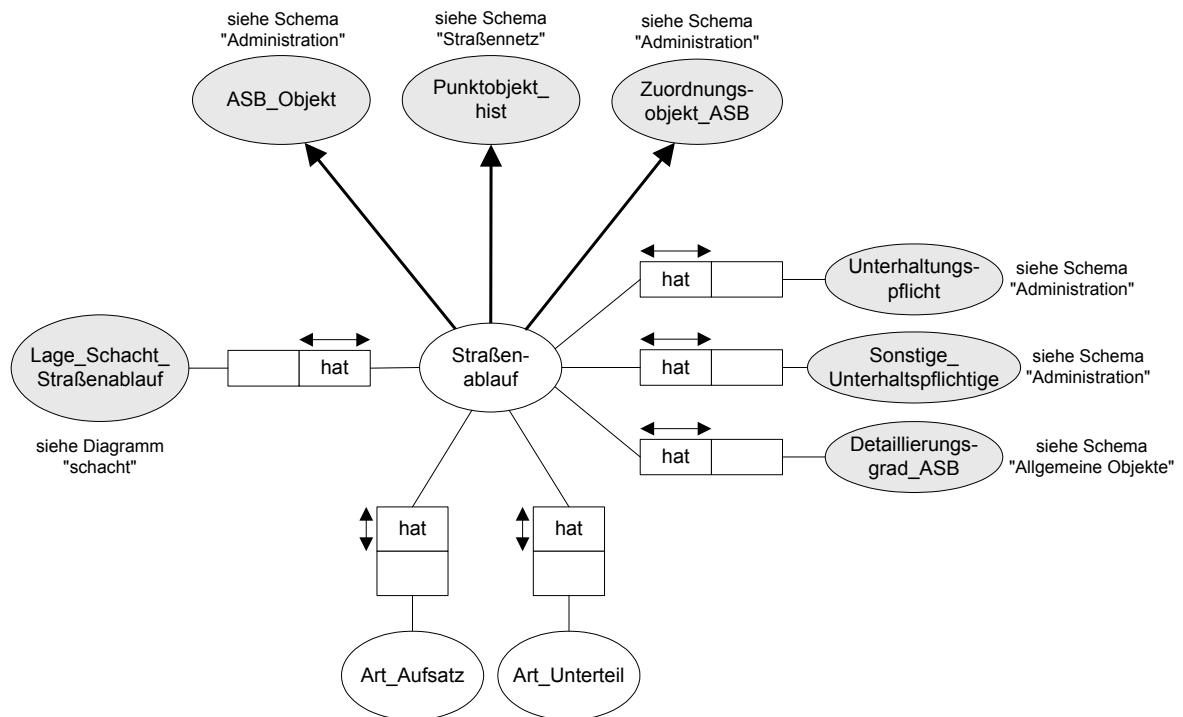 siehe Schema
"Administration"
siehe Schema
"Straßennetz"
siehe Schema
"Administration"
ASB_Objekt
Punktobjekt_
hist
Zuordnungs-
objekt_ASB
hat
Unterhaltungs-
pflicht
siehe Schema
"Administration"
Lage_Schacht_
Straßenablauf
hat
Straßen-
ablauf
hat
Sonstige_
Unterhaltspflichtige
siehe Schema
"Administration"
siehe Diagramm
"schacht"
hat
Detaillierungs-
grad_ASB
siehe Schema
"Allgemeine Objekte"
hat
hat
Art_Aufsatz
Art_Unterteil